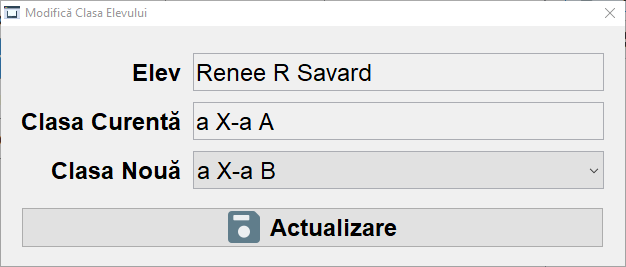 Modifică Clasa Elevului
Elev Renee R Savard
Clasa Curentă a X-a A
Clasa Nouă a X-a B
Actualizare